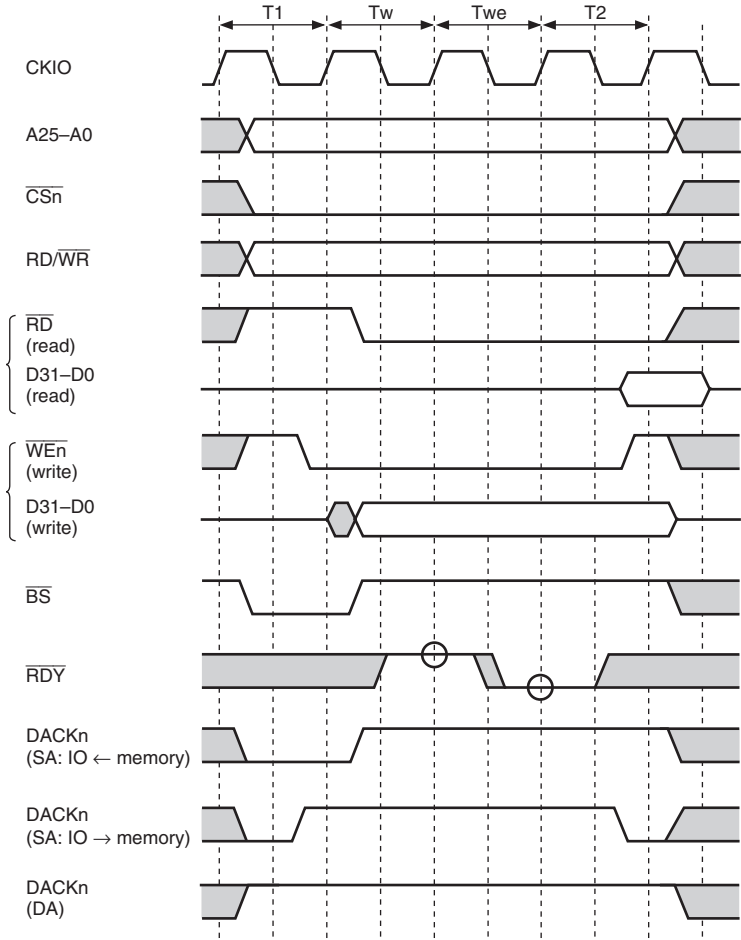 T1 Tw Twe T2
CKIO
A25–A0
CSn
RD/WR
RD
(read)
D31–D0
(read)
WEn
(write)
D31–D0
(write)
BS
RDY
DACKn
(SA: IO ← memory)
DACKn
(SA: IO → memory)
DACKn
(DA)